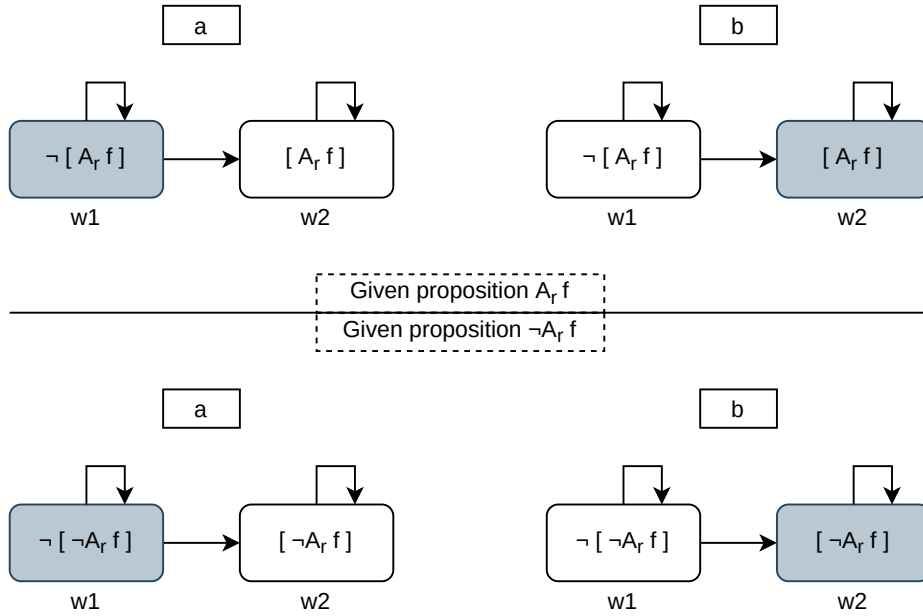 a b
¬ [ Aᵣ f ] [ Aᵣ f ] ¬ [ Aᵣ f ] [ Aᵣ f ]
w1 w2 w1 w2
Given proposition Aᵣ f
Given proposition ¬Aᵣ f
a b
¬ [ ¬Aᵣ f ] [ ¬Aᵣ f ] ¬ [ ¬Aᵣ f ] [ ¬Aᵣ f ]
w1 w2 w1 w2